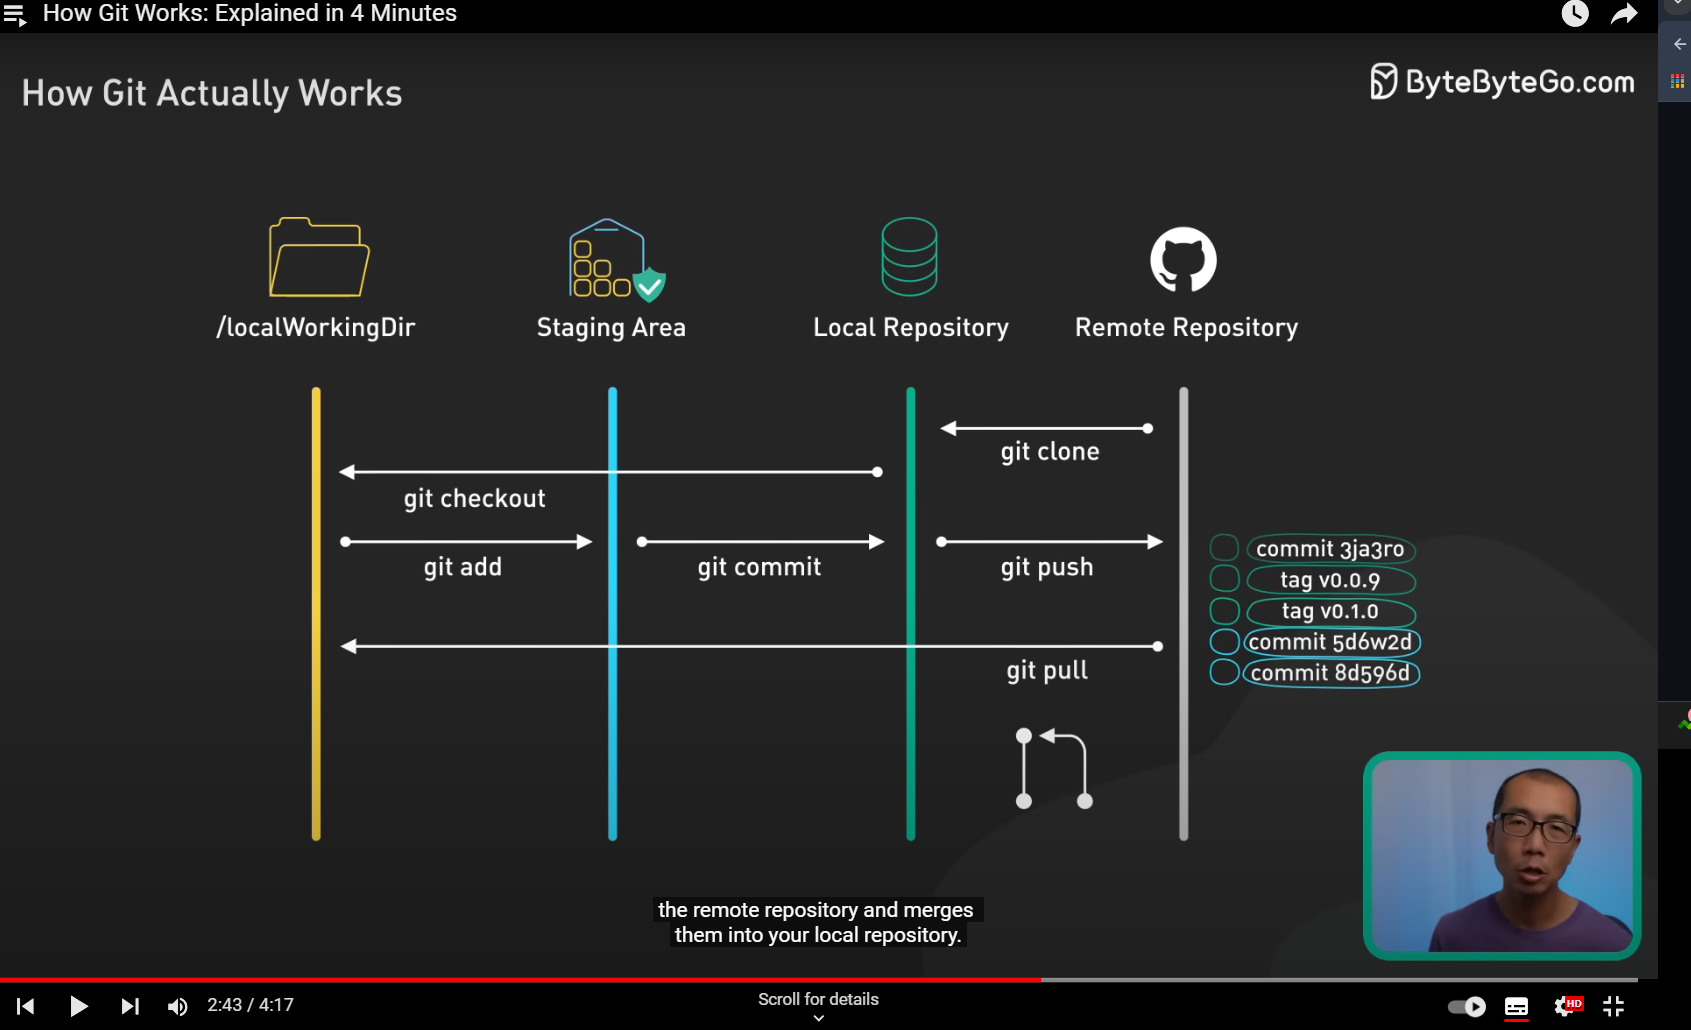 How Git Works: Explained in 4 Minutes
How Git Actually Works
ByteByteGo.com
/localWorkingDir
Staging Area
Local Repository
Remote Repository
git clone
git checkout
git add
git commit
git push
commit 3ja3ro
tag v0.0.9
tag v0.1.0
commit 5d6w2d
commit 8d596d
git pull
the remote repository and merges
them into your local repository.
2:43 / 4:17
Scroll for details
HD